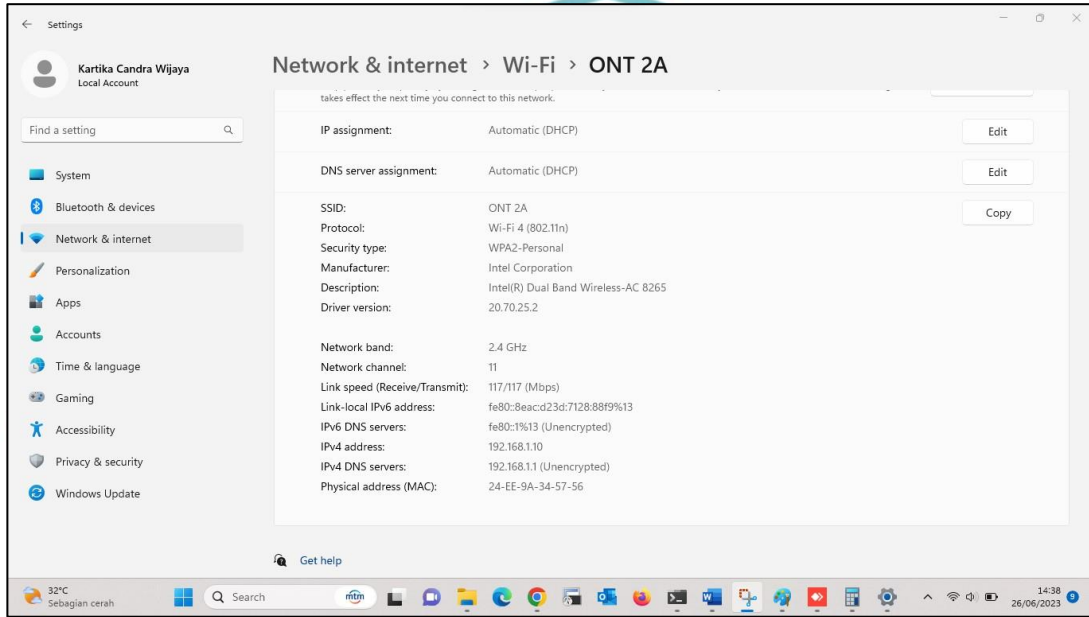 Settings
Kartika Candra Wijaya
Local Account
Find a setting
System
Bluetooth & devices
Network & internet
Personalization
Apps
Accounts
Time & language
Gaming
Accessibility
Privacy & security
Windows Update
Network & internet > Wi-Fi > ONT 2A
takes effect the next time you connect to this network.
IP assignment: Automatic (DHCP) Edit
DNS server assignment: Automatic (DHCP) Edit
SSID: ONT 2A Copy
Protocol: Wi-Fi 4 (802.11n)
Security type: WPA2-Personal
Manufacturer: Intel Corporation
Description: Intel(R) Dual Band Wireless-AC 8265
Driver version: 20.70.25.2
Network band: 2.4 GHz
Network channel: 11
Link speed (Receive/Transmit): 117/117 (Mbps)
Link-local IPv6 address: fe80::8eac:d23d:7128:88f9%13
IPv6 DNS servers: fe80::1%13 (Unencrypted)
IPv4 address: 192.168.1.10
IPv4 DNS servers: 192.168.1.1 (Unencrypted)
Physical address (MAC): 24-EE-9A-34-57-56
Get help
32°C
Sebagian cerah
Search
mtm
14:38
26/06/2023
9